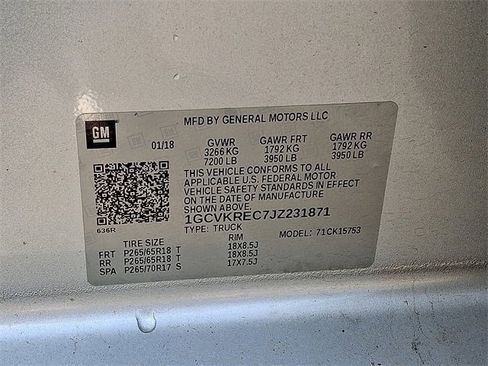 MFD BY GENERAL MOTORS LLC
GM
01/18
GVWR GAWR FRT GAWR RR
3266 KG 1792 KG 1792 KG
7200 LB 3950 LB 3950 LB
THIS VEHICLE CONFORMS TO ALL
APPLICABLE U.S. FEDERAL MOTOR
VEHICLE SAFETY STANDARDS IN EFFECT
ON THE DATE OF MANUFACTURE
SHOWN ABOVE.
1GCVKREC7JZ231871
TYPE: TRUCK MODEL: 71CK15753
636R
TIRE SIZE RIM
FRT P265/65R18 T 18X8.5J
RR P265/65R18 T 18X8.5J
SPA P265/70R17 S 17X7.5J